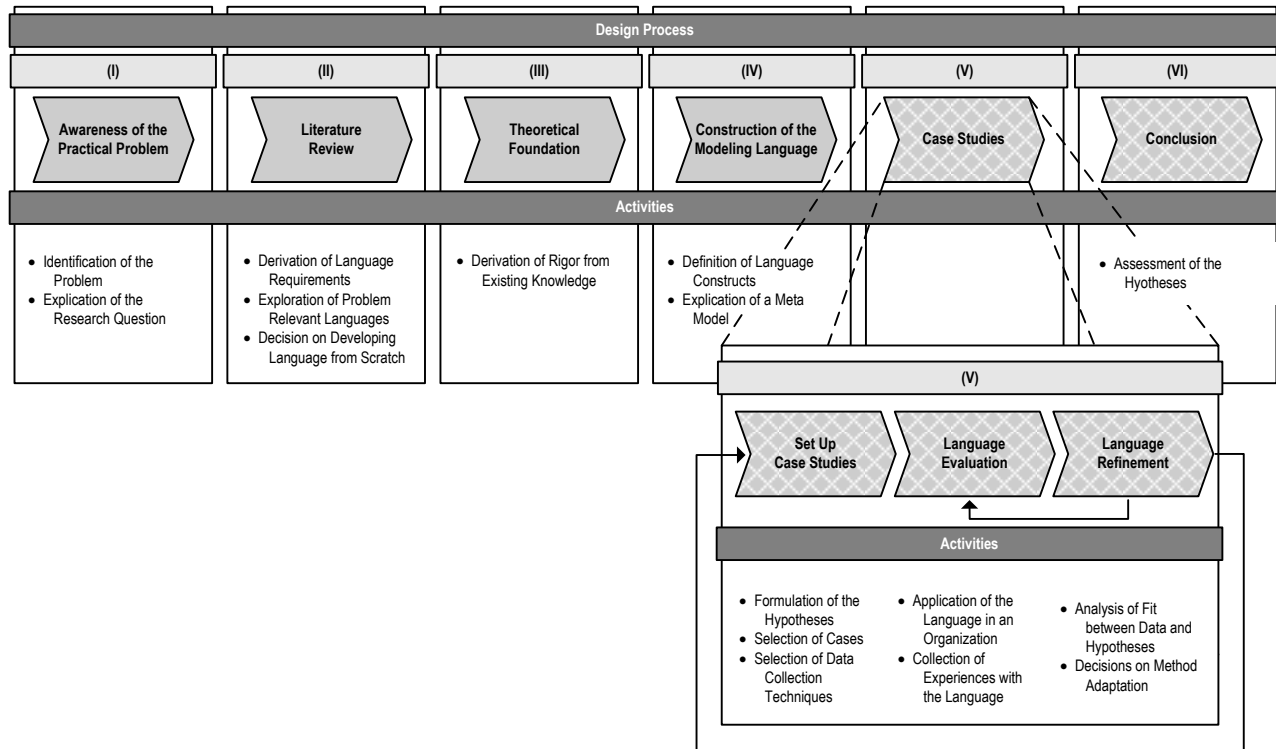 Design Process
(I)
(II)
(III)
(IV)
(V)
(VI)
Awareness of the
Practical Problem
Literature
Review
Theoretical
Foundation
Construction of the
Modeling Language
Case Studies
Conclusion
Activities
• Identification of the
Problem
• Explication of the
Research Question
• Derivation of Language
Requirements
• Exploration of Problem
Relevant Languages
• Decision on Developing
Language from Scratch
• Derivation of Rigor from
Existing Knowledge
• Definition of Language
Constructs
• Explication of a Meta
Model
• Assessment of the
Hyotheses
(V)
Set Up
Case Studies
Language
Evaluation
Language
Refinement
Activities
• Formulation of the
Hypotheses
• Selection of Cases
• Selection of Data
Collection
Techniques
• Application of the
Language in an
Organization
• Collection of
Experiences with
the Language
• Analysis of Fit
between Data and
Hypotheses
• Decisions on Method
Adaptation